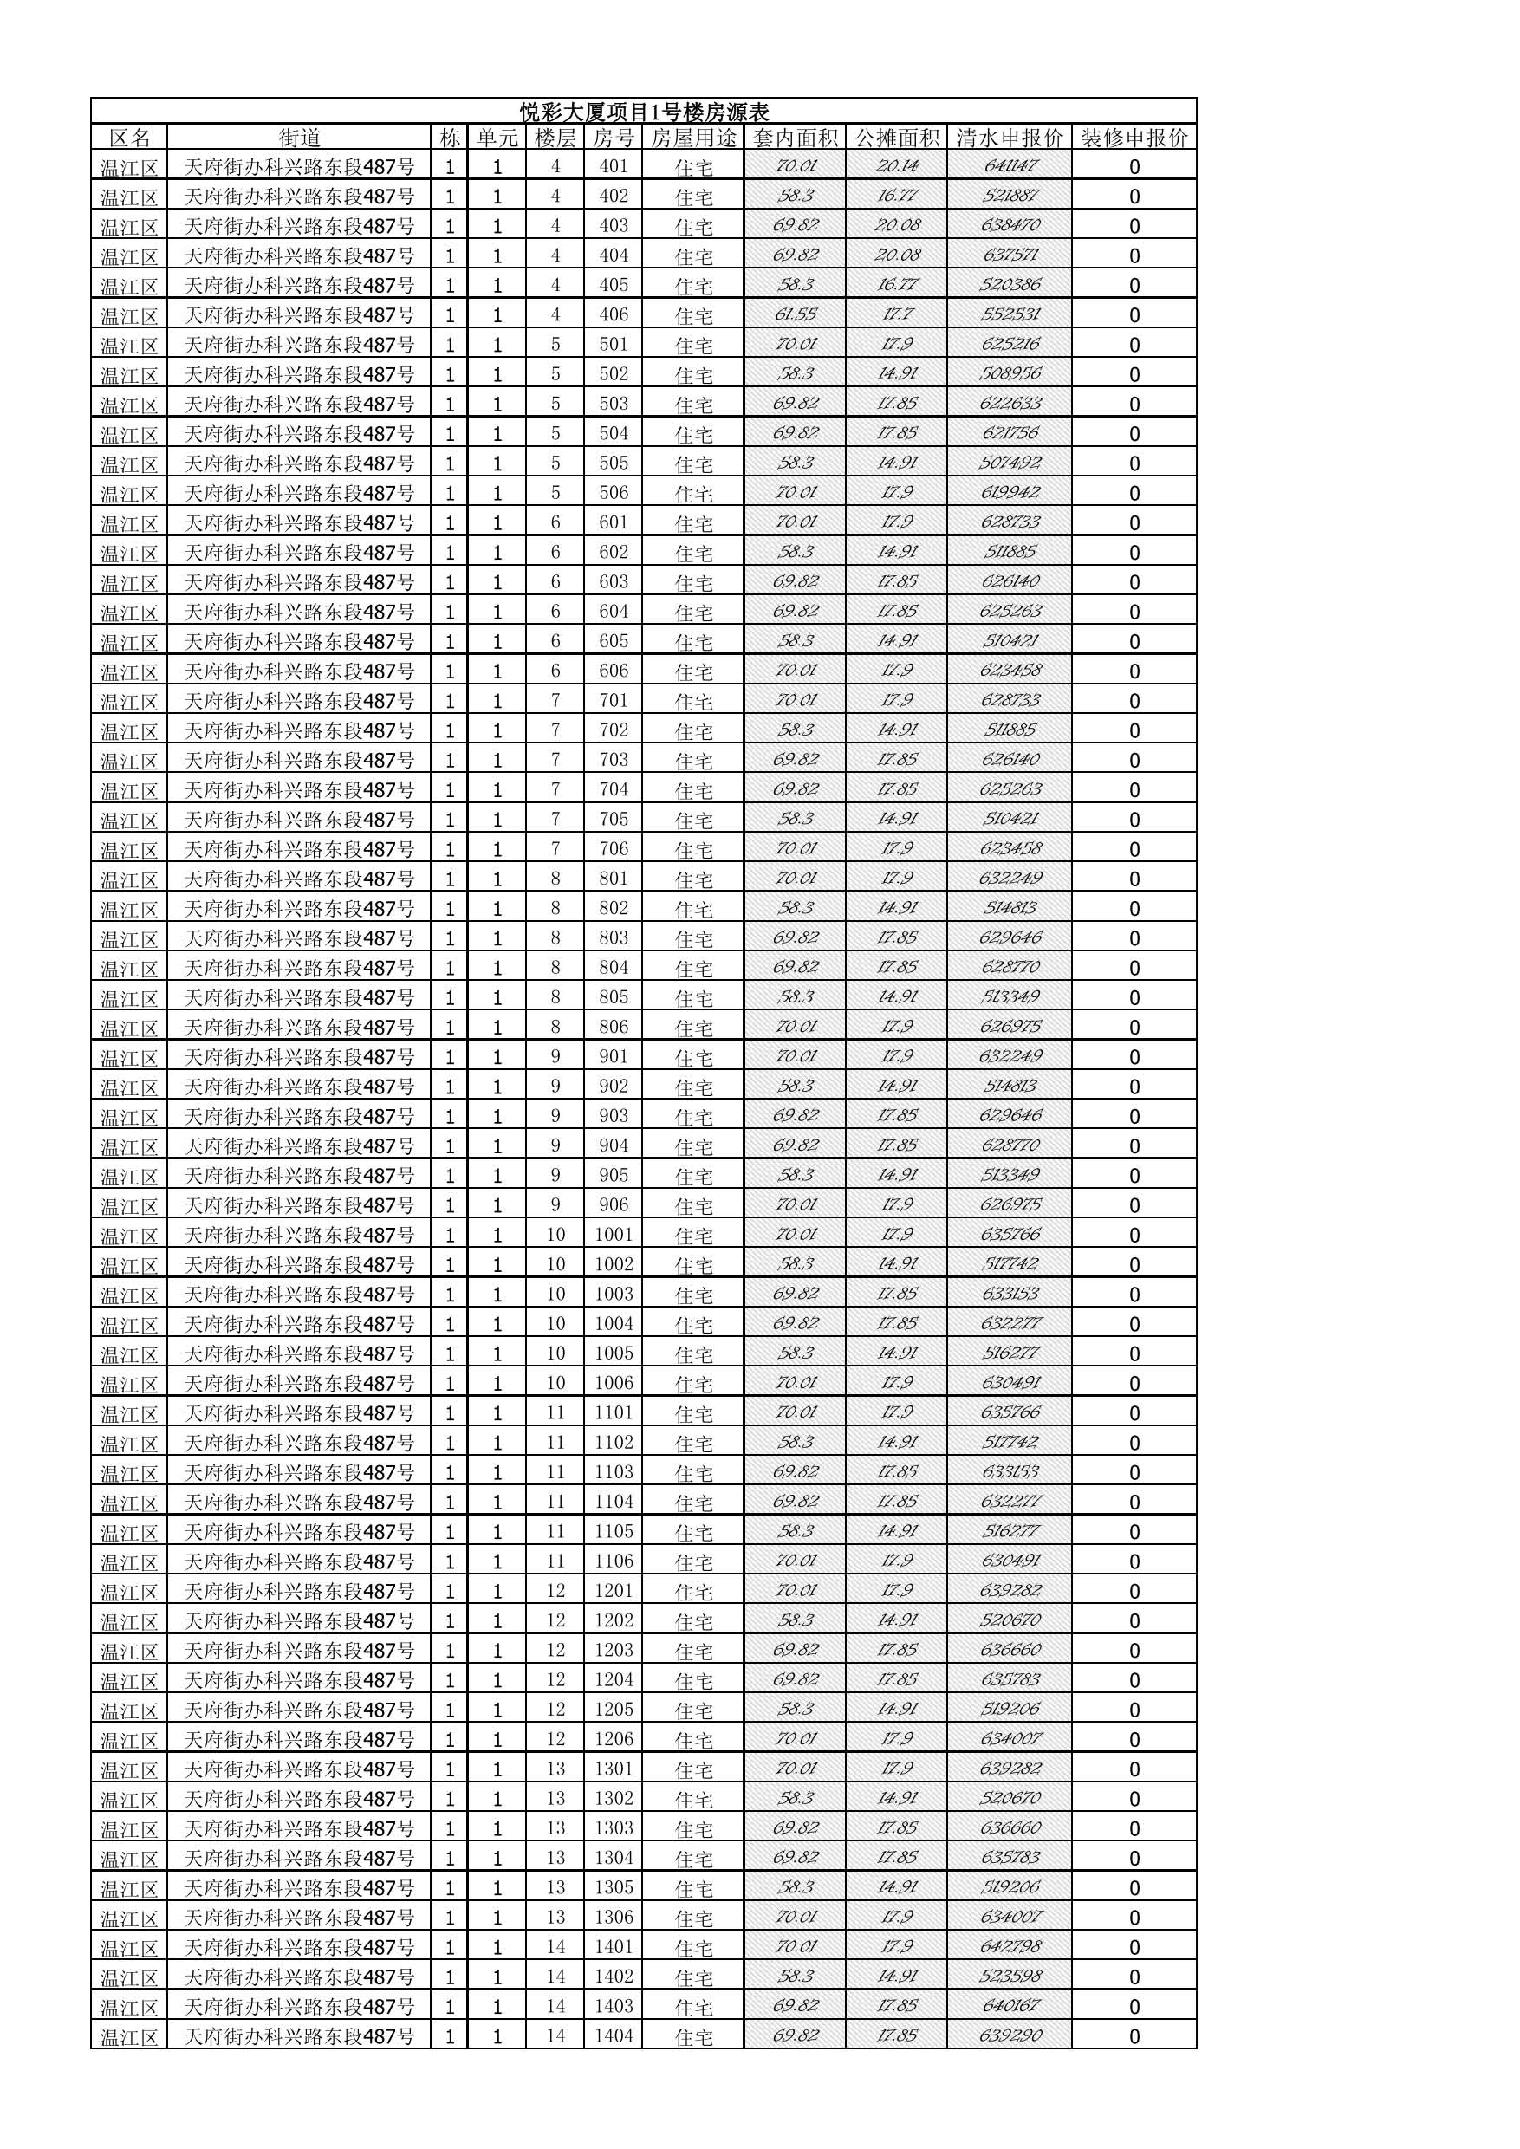 悦彩大厦项目1号楼房源表
区名 街道 栋 单元 楼层 房号 房屋用途 套内面积 公摊面积 清水申报价 装修申报价
温江区 天府街办科兴路东段487号 1 1 4 401 住宅 70.01 20.14 641147 0
温江区 天府街办科兴路东段487号 1 1 4 402 住宅 58.3 16.77 521887 0
温江区 天府街办科兴路东段487号 1 1 4 403 住宅 69.82 20.08 638470 0
温江区 天府街办科兴路东段487号 1 1 4 404 住宅 69.82 20.08 637571 0
温江区 天府街办科兴路东段487号 1 1 4 405 住宅 58.3 16.77 520386 0
温江区 天府街办科兴路东段487号 1 1 4 406 住宅 61.55 17.7 552531 0
温江区 天府街办科兴路东段487号 1 1 5 501 住宅 70.01 17.9 625216 0
温江区 天府街办科兴路东段487号 1 1 5 502 住宅 58.3 14.91 508956 0
温江区 天府街办科兴路东段487号 1 1 5 503 住宅 69.82 17.85 622633 0
温江区 天府街办科兴路东段487号 1 1 5 504 住宅 69.82 17.85 621756 0
温江区 天府街办科兴路东段487号 1 1 5 505 住宅 58.3 14.91 507492 0
温江区 天府街办科兴路东段487号 1 1 5 506 住宅 70.01 17.9 619942 0
温江区 天府街办科兴路东段487号 1 1 6 601 住宅 70.01 17.9 628733 0
温江区 天府街办科兴路东段487号 1 1 6 602 住宅 58.3 14.91 511885 0
温江区 天府街办科兴路东段487号 1 1 6 603 住宅 69.82 17.85 626140 0
温江区 天府街办科兴路东段487号 1 1 6 604 住宅 69.82 17.85 625263 0
温江区 天府街办科兴路东段487号 1 1 6 605 住宅 58.3 14.91 510421 0
温江区 天府街办科兴路东段487号 1 1 6 606 住宅 70.01 17.9 623458 0
温江区 天府街办科兴路东段487号 1 1 7 701 住宅 70.01 17.9 628733 0
温江区 天府街办科兴路东段487号 1 1 7 702 住宅 58.3 14.91 511885 0
温江区 天府街办科兴路东段487号 1 1 7 703 住宅 69.82 17.85 626140 0
温江区 天府街办科兴路东段487号 1 1 7 704 住宅 69.82 17.85 625263 0
温江区 天府街办科兴路东段487号 1 1 7 705 住宅 58.3 14.91 510421 0
温江区 天府街办科兴路东段487号 1 1 7 706 住宅 70.01 17.9 623458 0
温江区 天府街办科兴路东段487号 1 1 8 801 住宅 70.01 17.9 632249 0
温江区 天府街办科兴路东段487号 1 1 8 802 住宅 58.3 14.91 514813 0
温江区 天府街办科兴路东段487号 1 1 8 803 住宅 69.82 17.85 629646 0
温江区 天府街办科兴路东段487号 1 1 8 804 住宅 69.82 17.85 628770 0
温江区 天府街办科兴路东段487号 1 1 8 805 住宅 58.3 14.91 513349 0
温江区 天府街办科兴路东段487号 1 1 8 806 住宅 70.01 17.9 626975 0
温江区 天府街办科兴路东段487号 1 1 9 901 住宅 70.01 17.9 632249 0
温江区 天府街办科兴路东段487号 1 1 9 902 住宅 58.3 14.91 514813 0
温江区 天府街办科兴路东段487号 1 1 9 903 住宅 69.82 17.85 629646 0
温江区 天府街办科兴路东段487号 1 1 9 904 住宅 69.82 17.85 628770 0
温江区 天府街办科兴路东段487号 1 1 9 905 住宅 58.3 14.91 513349 0
温江区 天府街办科兴路东段487号 1 1 9 906 住宅 70.01 17.9 626975 0
温江区 天府街办科兴路东段487号 1 1 10 1001 住宅 70.01 17.9 635766 0
温江区 天府街办科兴路东段487号 1 1 10 1002 住宅 58.3 14.91 517742 0
温江区 天府街办科兴路东段487号 1 1 10 1003 住宅 69.82 17.85 633153 0
温江区 天府街办科兴路东段487号 1 1 10 1004 住宅 69.82 17.85 632277 0
温江区 天府街办科兴路东段487号 1 1 10 1005 住宅 58.3 14.91 516277 0
温江区 天府街办科兴路东段487号 1 1 10 1006 住宅 70.01 17.9 630491 0
温江区 天府街办科兴路东段487号 1 1 11 1101 住宅 70.01 17.9 635766 0
温江区 天府街办科兴路东段487号 1 1 11 1102 住宅 58.3 14.91 517742 0
温江区 天府街办科兴路东段487号 1 1 11 1103 住宅 69.82 17.85 633153 0
温江区 天府街办科兴路东段487号 1 1 11 1104 住宅 69.82 17.85 632277 0
温江区 天府街办科兴路东段487号 1 1 11 1105 住宅 58.3 14.91 516277 0
温江区 天府街办科兴路东段487号 1 1 11 1106 住宅 70.01 17.9 630491 0
温江区 天府街办科兴路东段487号 1 1 12 1201 住宅 70.01 17.9 639282 0
温江区 天府街办科兴路东段487号 1 1 12 1202 住宅 58.3 14.91 520670 0
温江区 天府街办科兴路东段487号 1 1 12 1203 住宅 69.82 17.85 636660 0
温江区 天府街办科兴路东段487号 1 1 12 1204 住宅 69.82 17.85 635783 0
温江区 天府街办科兴路东段487号 1 1 12 1205 住宅 58.3 14.91 519206 0
温江区 天府街办科兴路东段487号 1 1 12 1206 住宅 70.01 17.9 634007 0
温江区 天府街办科兴路东段487号 1 1 13 1301 住宅 70.01 17.9 639282 0
温江区 天府街办科兴路东段487号 1 1 13 1302 住宅 58.3 14.91 520670 0
温江区 天府街办科兴路东段487号 1 1 13 1303 住宅 69.82 17.85 636660 0
温江区 天府街办科兴路东段487号 1 1 13 1304 住宅 69.82 17.85 635783 0
温江区 天府街办科兴路东段487号 1 1 13 1305 住宅 58.3 14.91 519206 0
温江区 天府街办科兴路东段487号 1 1 13 1306 住宅 70.01 17.9 634007 0
温江区 天府街办科兴路东段487号 1 1 14 1401 住宅 70.01 17.9 642798 0
温江区 天府街办科兴路东段487号 1 1 14 1402 住宅 58.3 14.91 523598 0
温江区 天府街办科兴路东段487号 1 1 14 1403 住宅 69.82 17.85 640167 0
温江区 天府街办科兴路东段487号 1 1 14 1404 住宅 69.82 17.85 639290 0